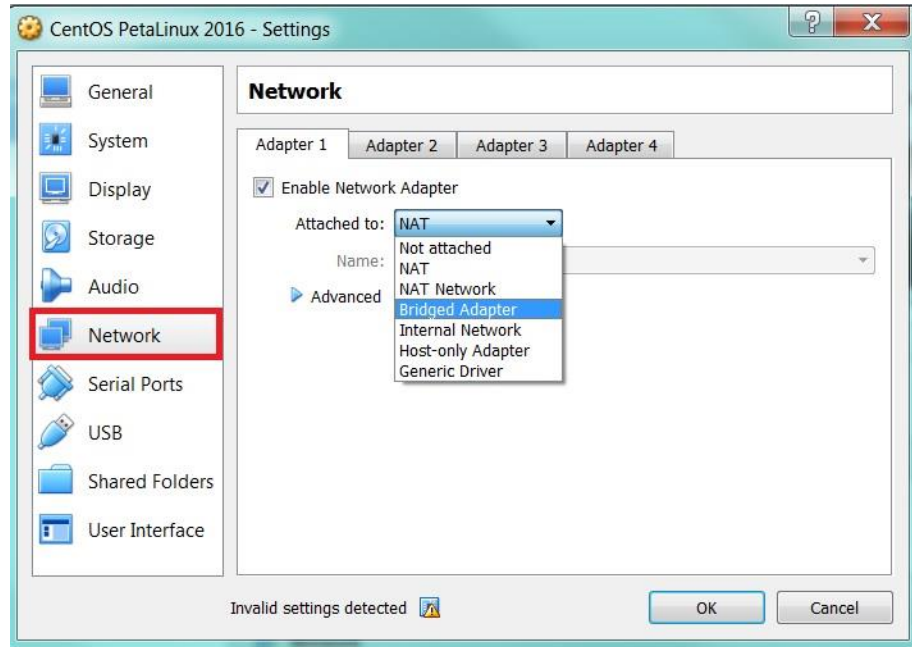 CentOS PetaLinux 2016 - Settings
General
System
Display
Storage
Audio
Network
Serial Ports
USB
Shared Folders
User Interface
Network
Adapter 1 Adapter 2 Adapter 3 Adapter 4
Enable Network Adapter
Attached to: NAT
Name:
Advanced
Not attached
NAT
NAT Network
Bridged Adapter
Internal Network
Host-only Adapter
Generic Driver
Invalid settings detected
OK Cancel